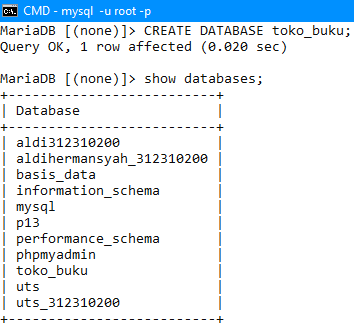 CMD - mysql -u root -p
MariaDB [(none)]> CREATE DATABASE toko_buku;
Query OK, 1 row affected (0.020 sec)
MariaDB [(none)]> show databases;
+--------------------------+
| Database                 |
+--------------------------+
| aldi312310200            |
| aldihermansyah_312310200 |
| basis_data               |
| information_schema       |
| mysql                    |
| p13                      |
| performance_schema       |
| phpmyadmin               |
| toko_buku                |
| uts                      |
| uts_312310200            |
+--------------------------+